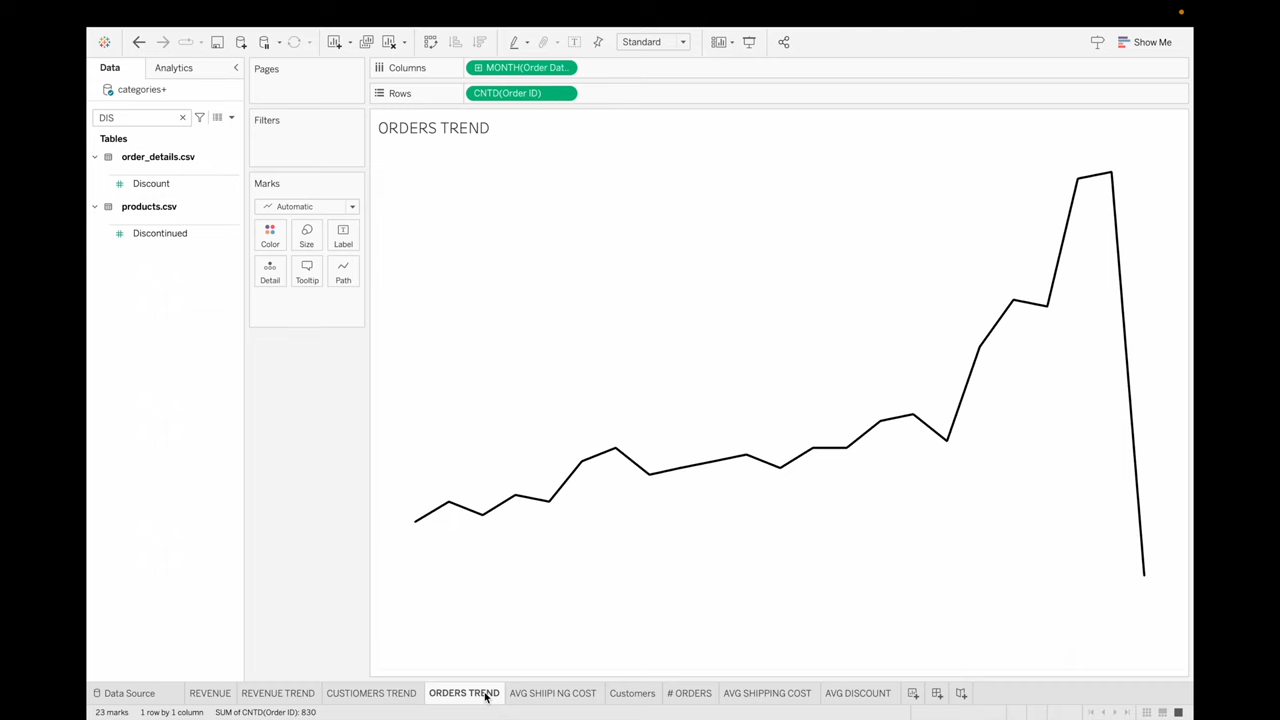 Standard
Show Me
Data
Analytics
Pages
Columns
MONTH(Order Dat..
categories+
Rows
CNTD(Order ID)
DIS
Filters
ORDERS TREND
Tables
order_details.csv
Discount
Marks
products.csv
Automatic
Discontinued
Color
Size
Label
Detail
Tooltip
Path
Data Source
REVENUE
REVENUE TREND
CUSTIOMERS TREND
ORDERS TREND
AVG SHIIPI NG COST
Customers
# ORDERS
AVG SHIPPING COST
AVG DISCOUNT
23 marks
1 row by 1 column
SUM of CNTD(Order ID): 830